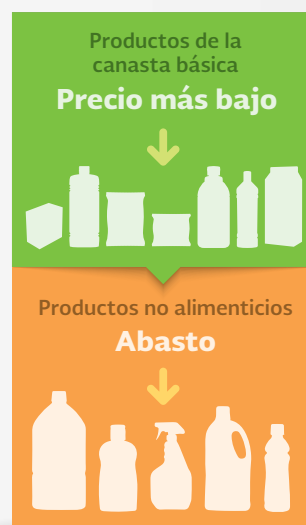 Productos de la
canasta básica
Precio más bajo
Productos no alimenticios
Abasto